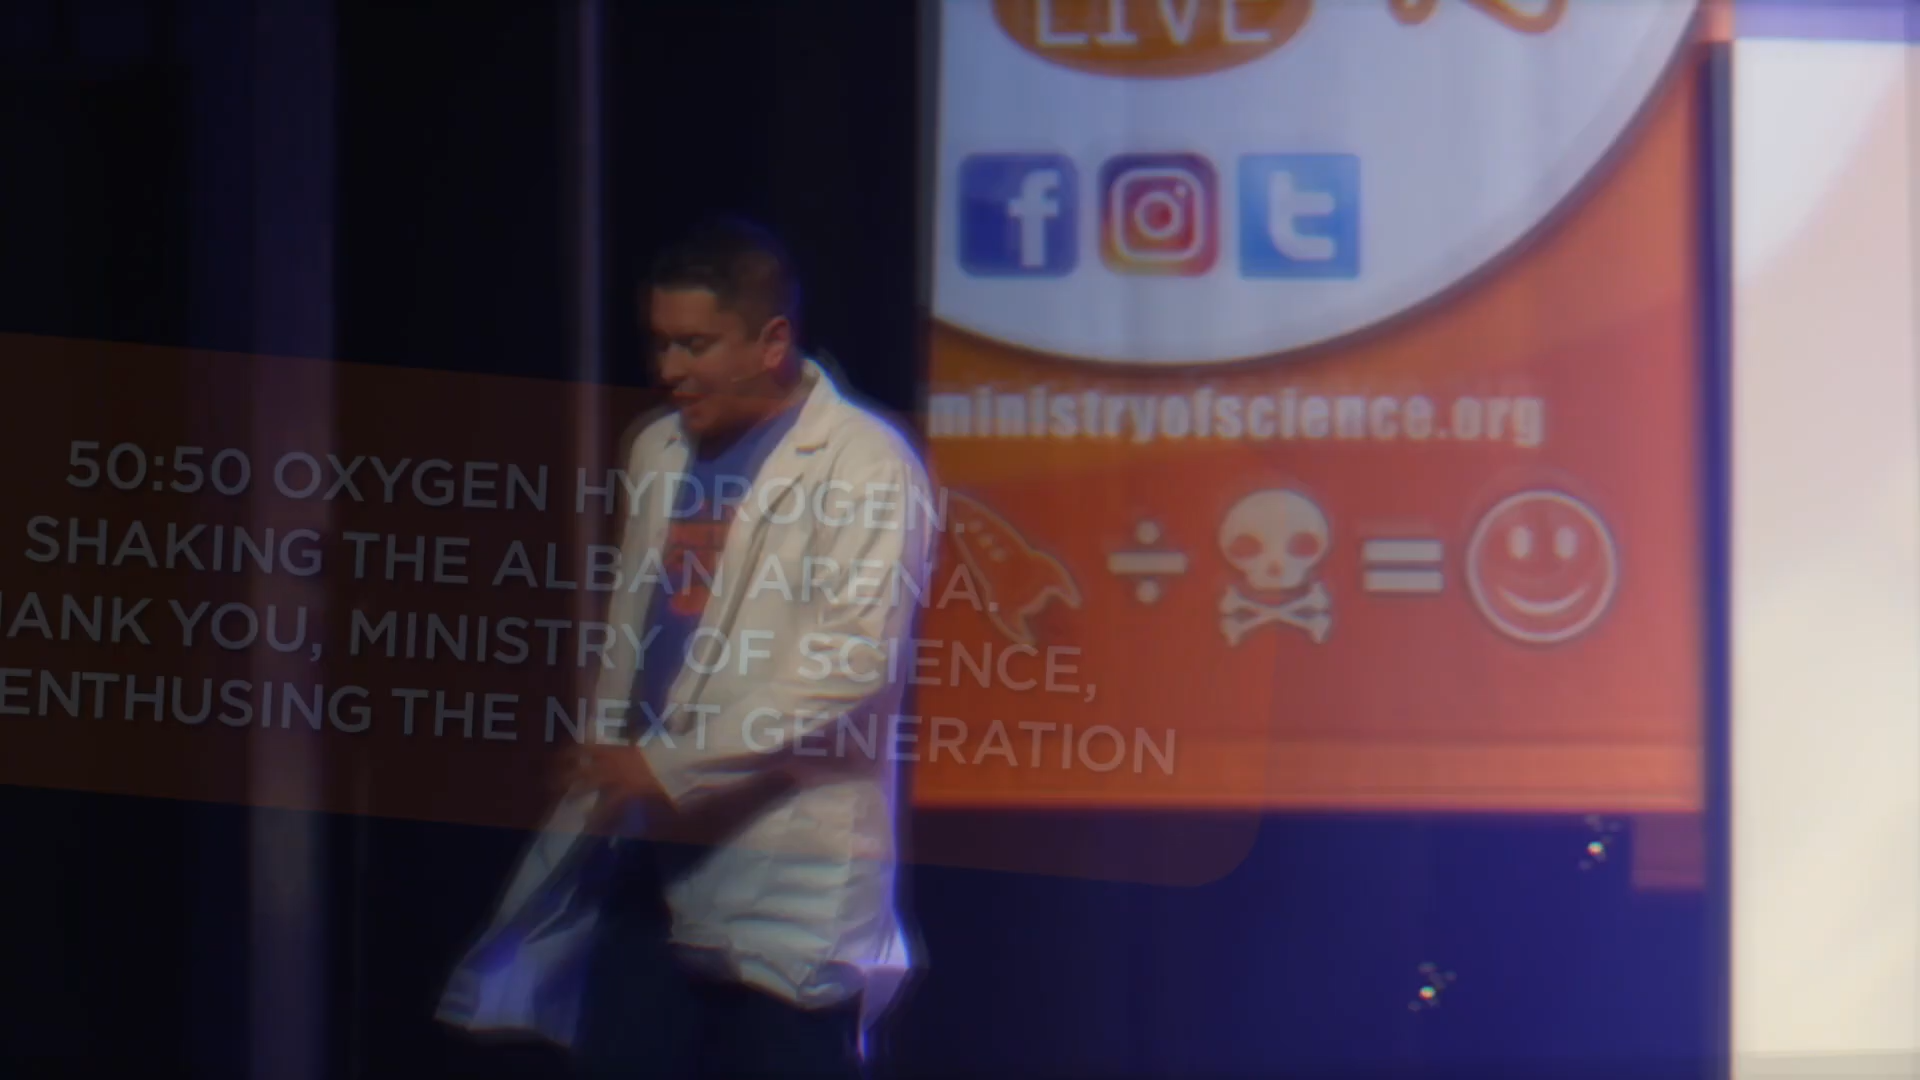 LIVE
ministryofscience.org
50:50 OXYGEN HYDROGEN.
SHAKING THE ALBAN ARENA.
YOU, MINISTRY OF SCIENCE,
ENTHUSING THE NEXT GENERATION